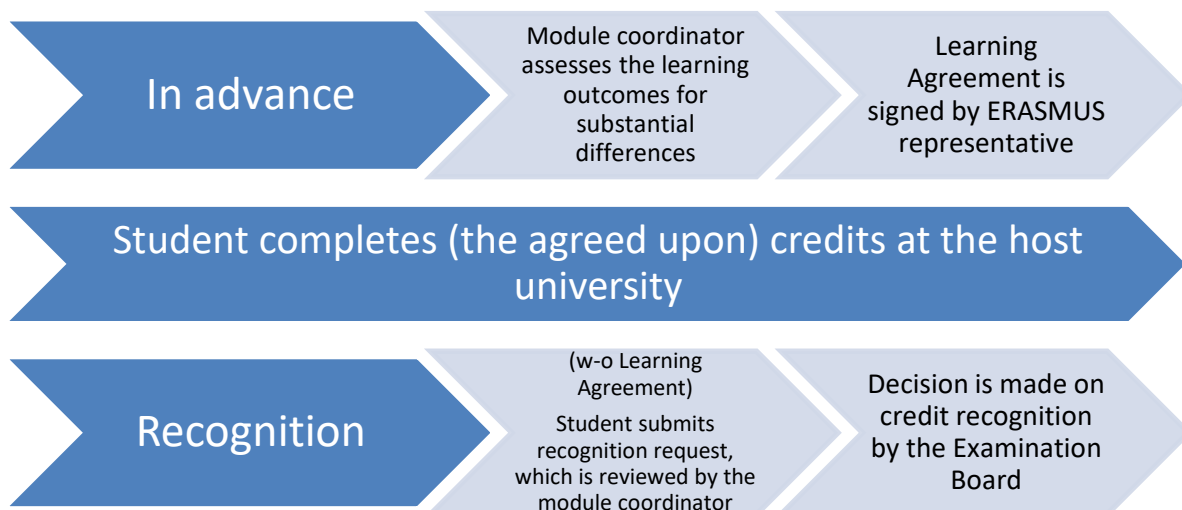 In advance
Module coordinator
assesses the learning
outcomes for
substantial
differences
Learning
Agreement is
signed by ERASMUS
representative
Student completes (the agreed upon) credits at the host
university
Recognition
(w-o Learning
Agreement)
Student submits
recognition request,
which is reviewed by the
module coordinator
Decision is made on
credit recognition
by the Examination
Board